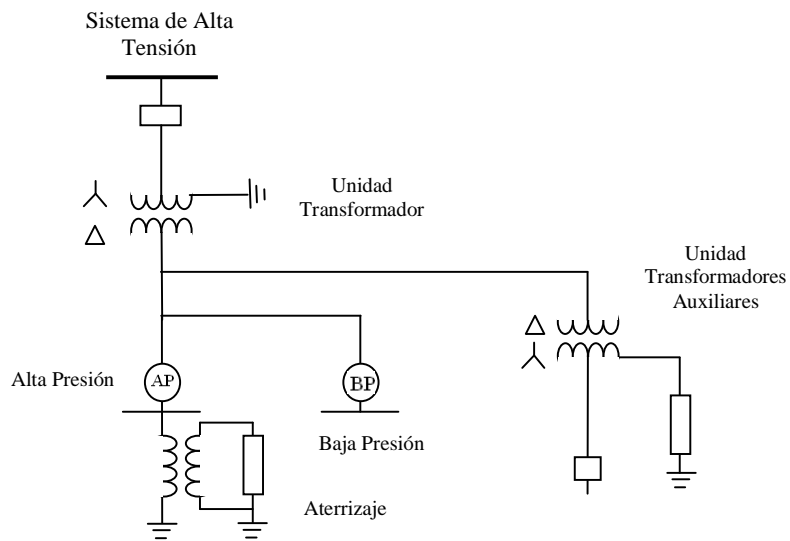 Sistema de Alta
Tensión
Unidad
Transformador
Unidad
Transformadores
Auxiliares
Alta Presión
AP
BP
Baja Presión
Aterrizaje